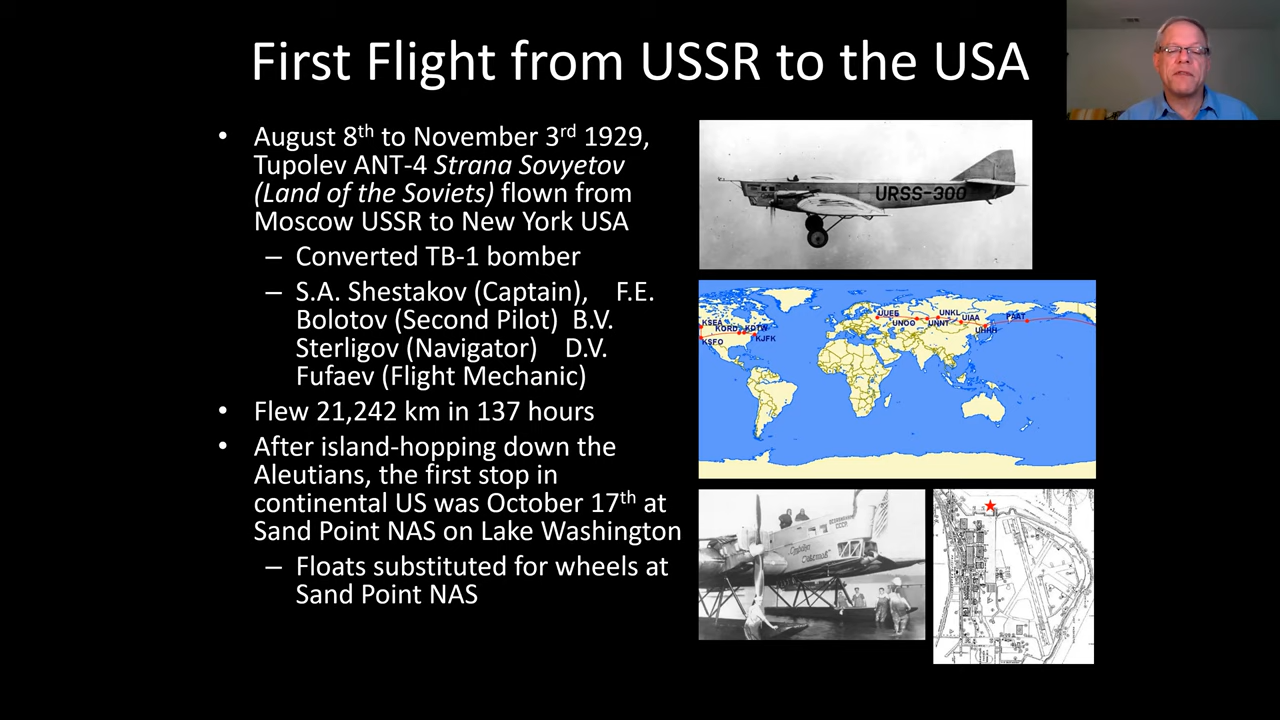 First Flight from USSR to the USA
• August 8th to November 3rd 1929,
Tupolev ANT-4 Strana Sovyetov
(Land of the Soviets) flown from
Moscow USSR to New York USA
– Converted TB-1 bomber
– S.A. Shestakov (Captain), F.E.
Bolotov (Second Pilot) B.V.
Sterligov (Navigator) D.V.
Fufaev (Flight Mechanic)
• Flew 21,242 km in 137 hours
• After island-hopping down the
Aleutians, the first stop in
continental US was October 17th at
Sand Point NAS on Lake Washington
– Floats substituted for wheels at
Sand Point NAS
URSS-300
KSEA
KORD
KDTW
KSFO
KJFK
UUEE
UNOO
UNNT
UNKL
UIAA
UHHH
PAAT